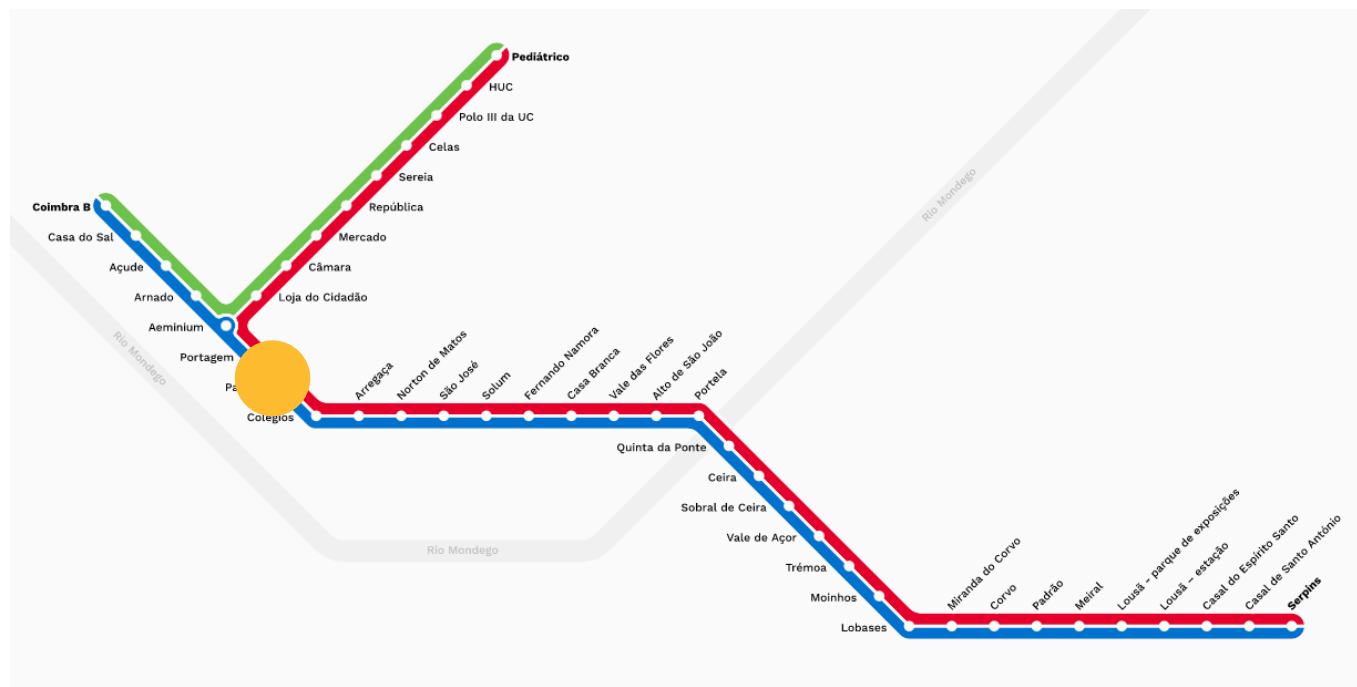 Pediátrico
HUC
Polo III da UC
Celas
Sereia
República
Mercado
Câmara
Loja do Cidadão
Coimbra B
Casa do Sal
Açude
Arnado
Aeminium
Portagem
Pa
Colégios
Arregaça
Norton de Matos
São José
Solum
Fernando Namora
Casa Branca
Vale das Flores
Alto de São João
Portela
Quinta da Ponte
Ceira
Sobral de Ceira
Vale de Açor
Trémoa
Moinhos
Lobases
Miranda do Corvo
Corvo
Padrão
Meiral
Lousã – parque de exposições
Lousã – estação
Casal do Espírito Santo
Casal de Santo António
Serpins
Rio Mondego
Rio Mondego
Rio Mondego